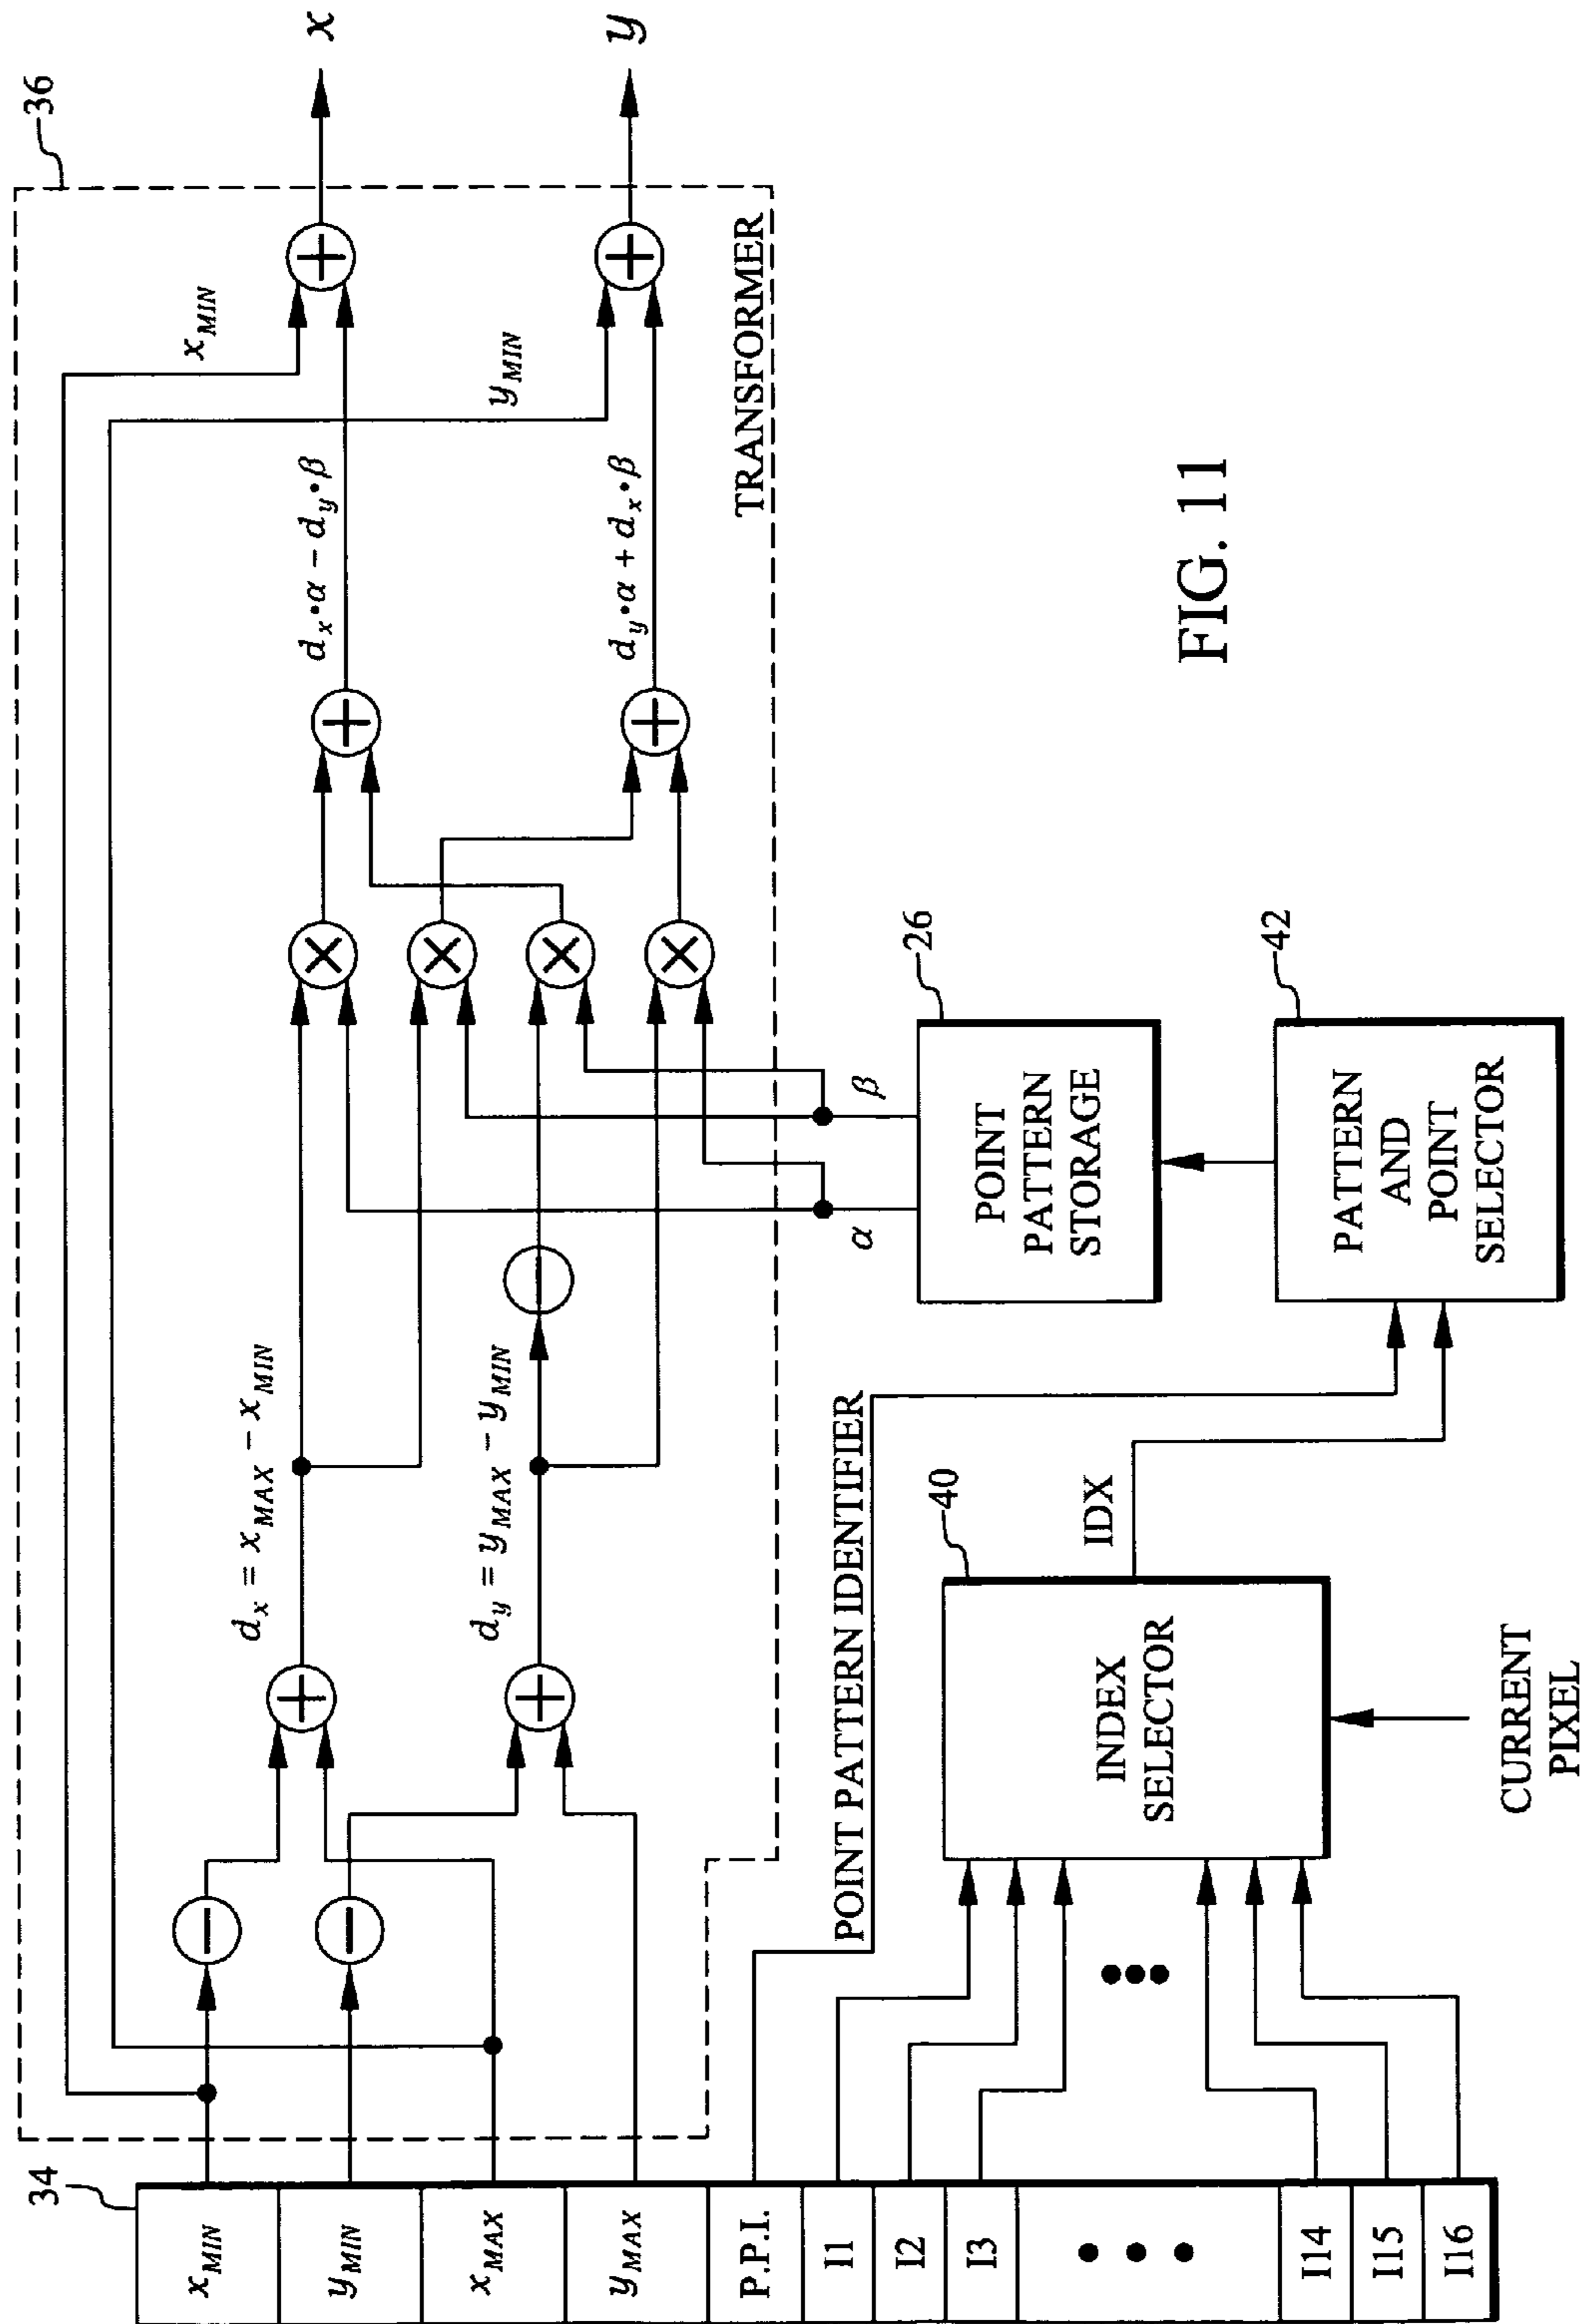 34
x_MIN
y_MIN
x_MAX
y_MAX
P.P.I.
I1
I2
I3
• • •
I14
I15
I16
36
x_MIN
y_MIN
d_x = x_MAX − x_MIN
d_y = y_MAX − y_MIN
d_x•α − d_y•β
d_y•α + d_x•β
x
y
TRANSFORMER
α
β
POINT PATTERN IDENTIFIER
40
INDEX
SELECTOR
IDX
CURRENT
PIXEL
26
POINT
PATTERN
STORAGE
42
PATTERN
AND
POINT
SELECTOR
FIG. 11